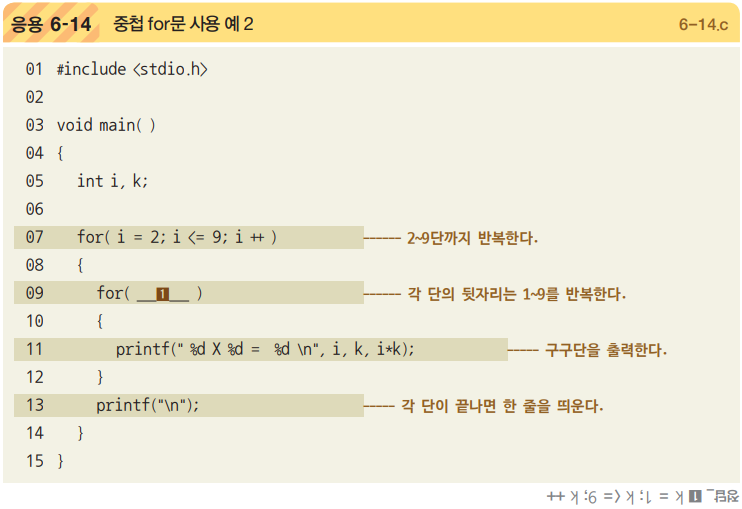 응용 6-14 중첩 for문 사용 예 2 6-14.c
01 #include <stdio.h>
02
03 void main( )
04 {
05 int i, k;
06
07 for( i = 2; i <= 9; i ++ ) 2~9단까지 반복한다.
08 {
09 for( __1__ ) 각 단의 뒷자리는 1~9를 반복한다.
10 {
11 printf(" %d X %d = %d \n", i, k, i*k); 구구단을 출력한다.
12 }
13 printf("\n"); 각 단이 끝나면 한 줄을 띄운다.
14 }
15 }
정답_ 1 k = 1; k <= 9; k ++